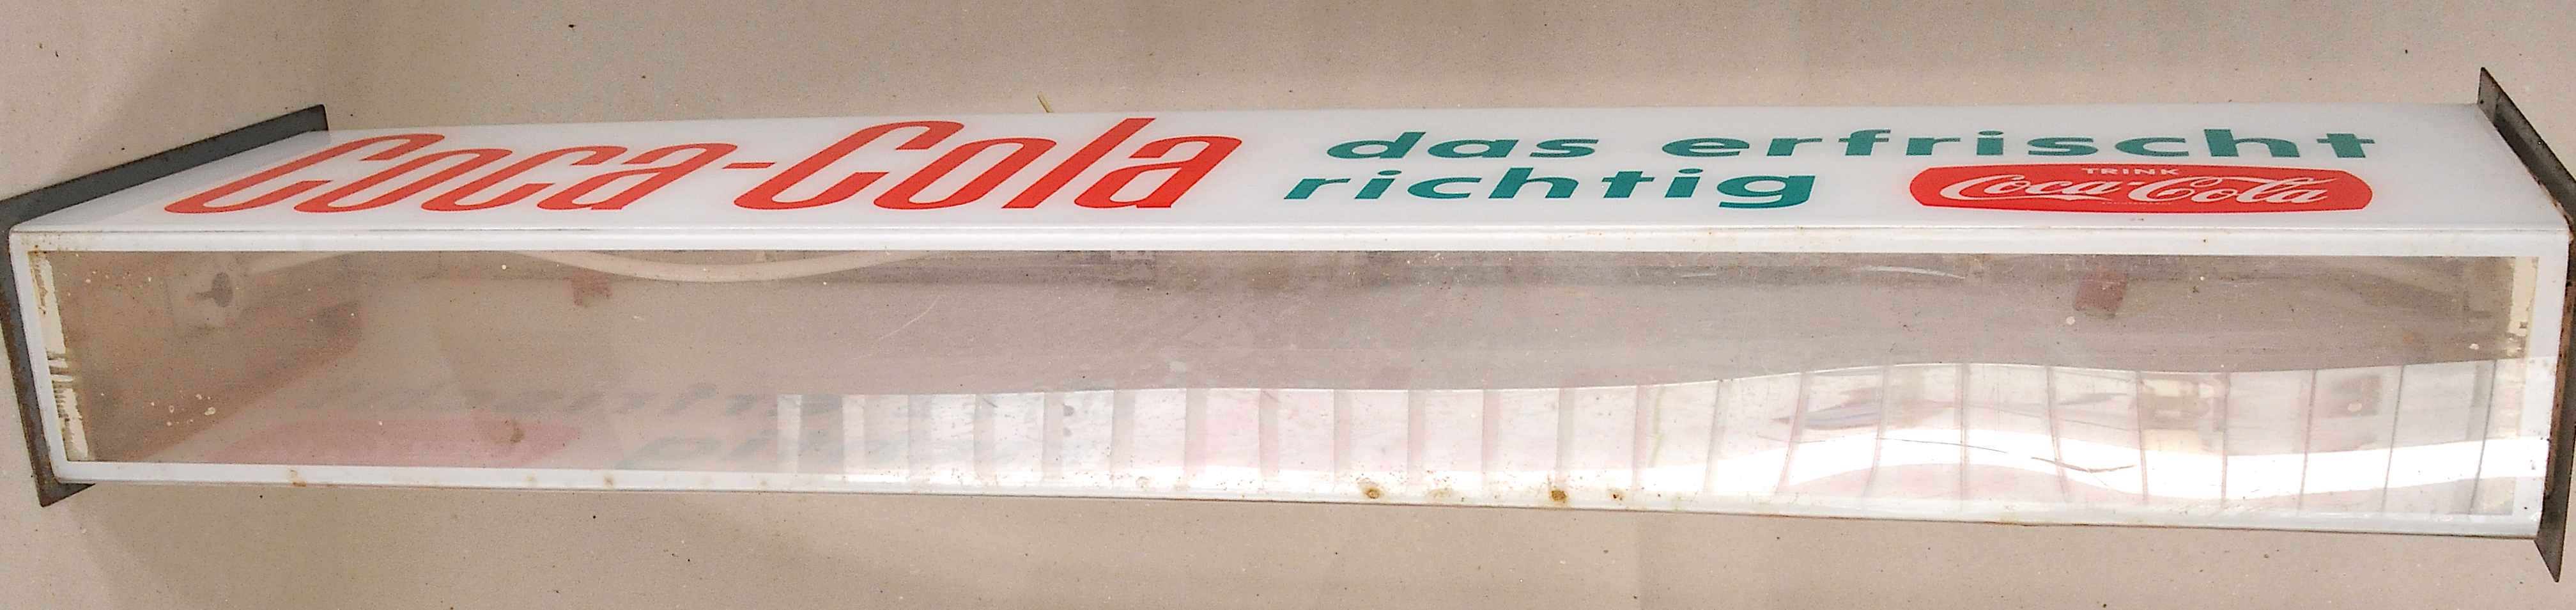 Coca-Cola
das erfrischt
richtig
TRINK
Coca-Cola